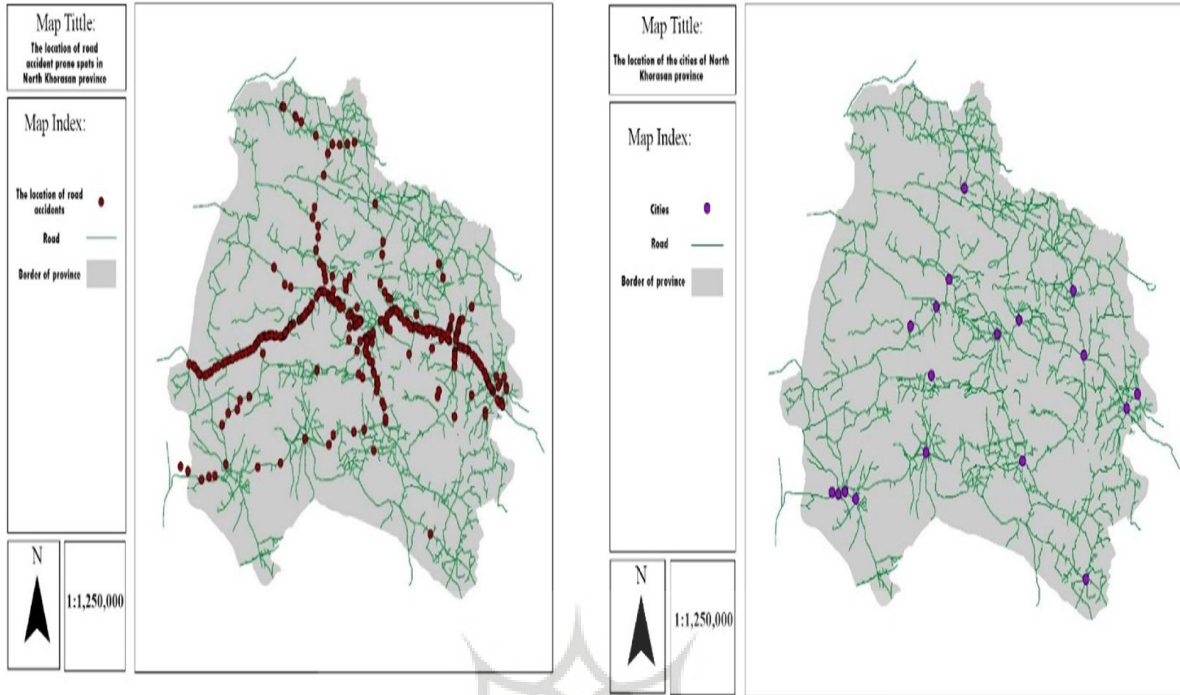 Map Tittle:
The location of road
accident prone spots in
North Khorasan province
Map Index:
The location of road
accidents
Road
Border of province
N
1:1,250,000
Map Tittle:
The location of the cities of North
Khorasan province
Map Index:
Cities
Road
Border of province
N
1:1,250,000